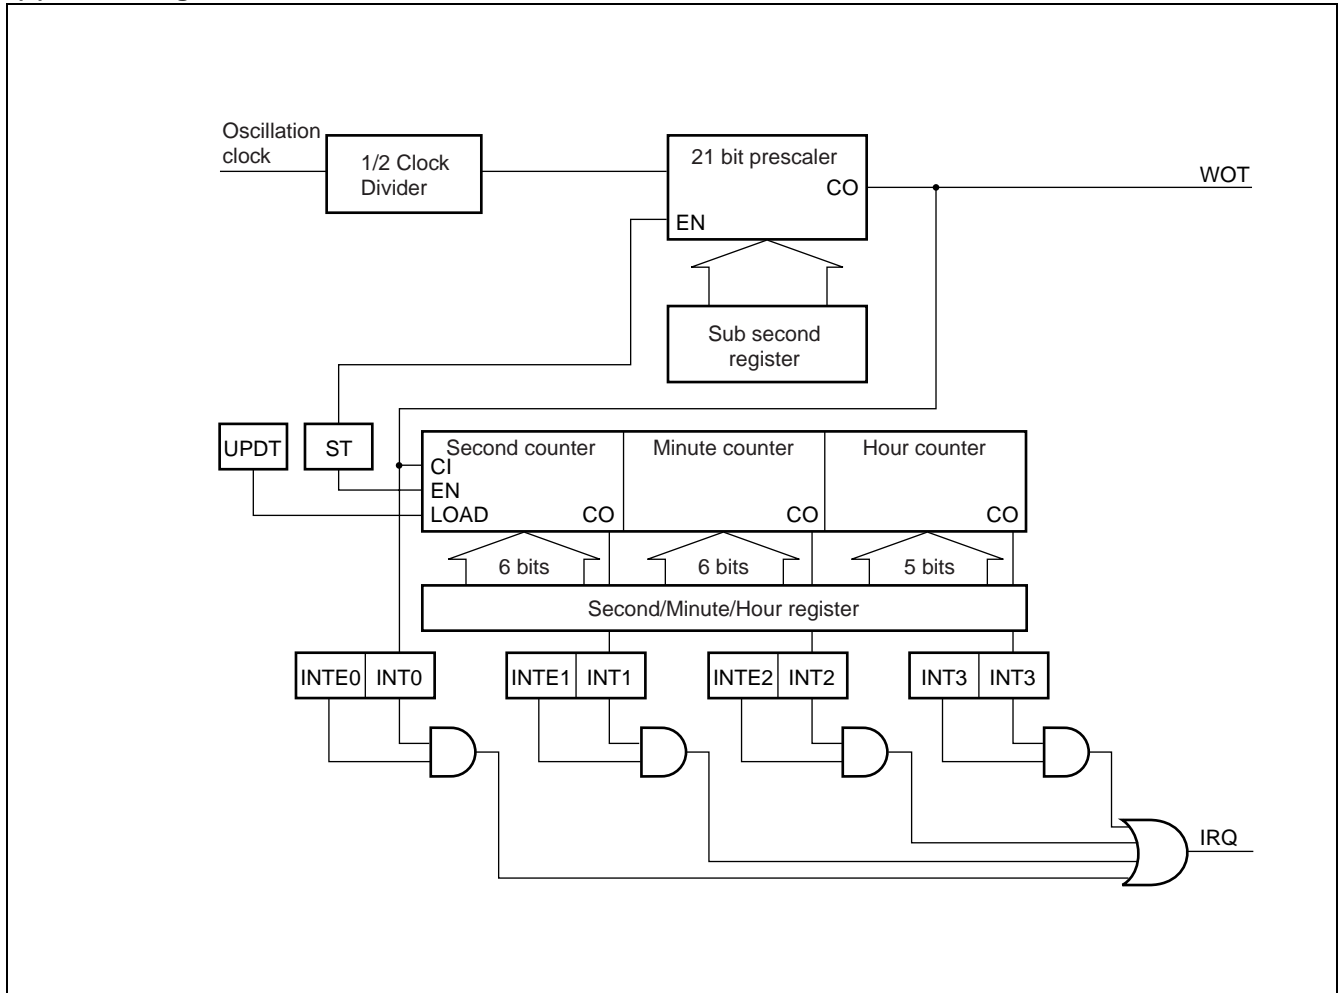 Oscillation
clock
1/2 Clock
Divider
21 bit prescaler
CO
EN
WOT
Sub second
register
UPDT
ST
Second counter
Minute counter
Hour counter
CI
EN
LOAD
CO
CO
CO
6 bits
6 bits
5 bits
Second/Minute/Hour register
INTE0 INT0
INTE1 INT1
INTE2 INT2
INT3 INT3
IRQ